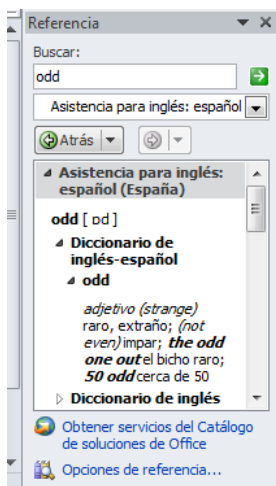 Referencia
Buscar:
odd
Asistencia para inglés: español
Atrás
Asistencia para inglés:
español (España)
odd [ ɒd ]
Diccionario de
inglés-español
odd
adjetivo (strange)
raro, extraño; (not
even) impar; the odd
one out el bicho raro;
50 odd cerca de 50
Diccionario de inglés
Obtener servicios del Catálogo
de soluciones de Office
Opciones de referencia...